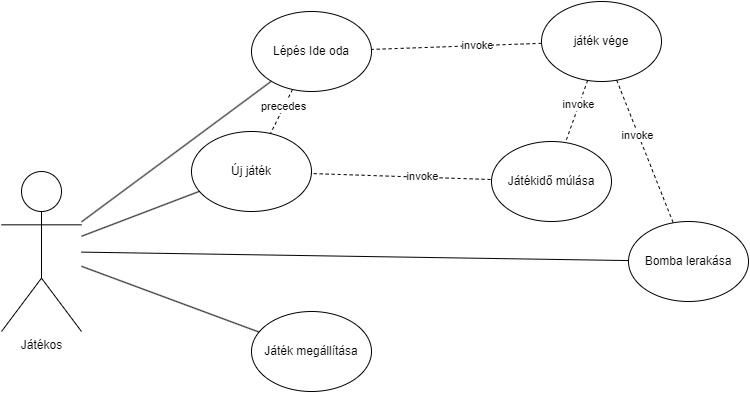 Lépés Ide oda
invoke
játék vége
precedes
invoke
invoke
Új játék
invoke
Játékidő múlása
Bomba lerakása
Játékos
Játék megállítása